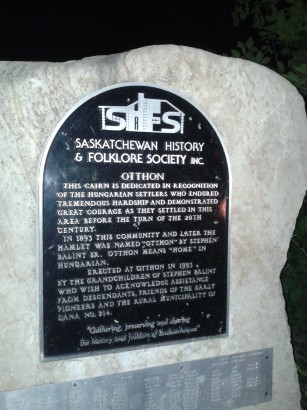 SHFS
SASKATCHEWAN HISTORY
& FOLKLORE SOCIETY INC.
OTTHON
THIS CAIRN IS DEDICATED IN RECOGNITION
OF THE HUNGARIAN SETTLERS WHO ENDURED
TREMENDOUS HARDSHIP AND DEMONSTRATED
GREAT COURAGE AS THEY SETTLED IN THIS
AREA BEFORE THE TURN OF THE 20TH
CENTURY.
IN 1893 THIS COMMUNITY AND LATER THE
HAMLET WAS NAMED "OTTHON" BY STEPHEN
BALINT SR. OTTHON MEANS "HOME" IN
HUNGARIAN.
ERECTED AT OTTHON IN 1993
BY THE GRANDCHILDREN OF STEPHEN BALINT
WHO WISH TO ACKNOWLEDGE ASSISTANCE
FROM DESCENDANTS, FRIENDS OF THE EARLY
PIONEERS AND THE RURAL MUNICIPALITY OF
CANA NO. 214.
"Gathering, preserving and sharing
the history and folklore of Saskatchewan"